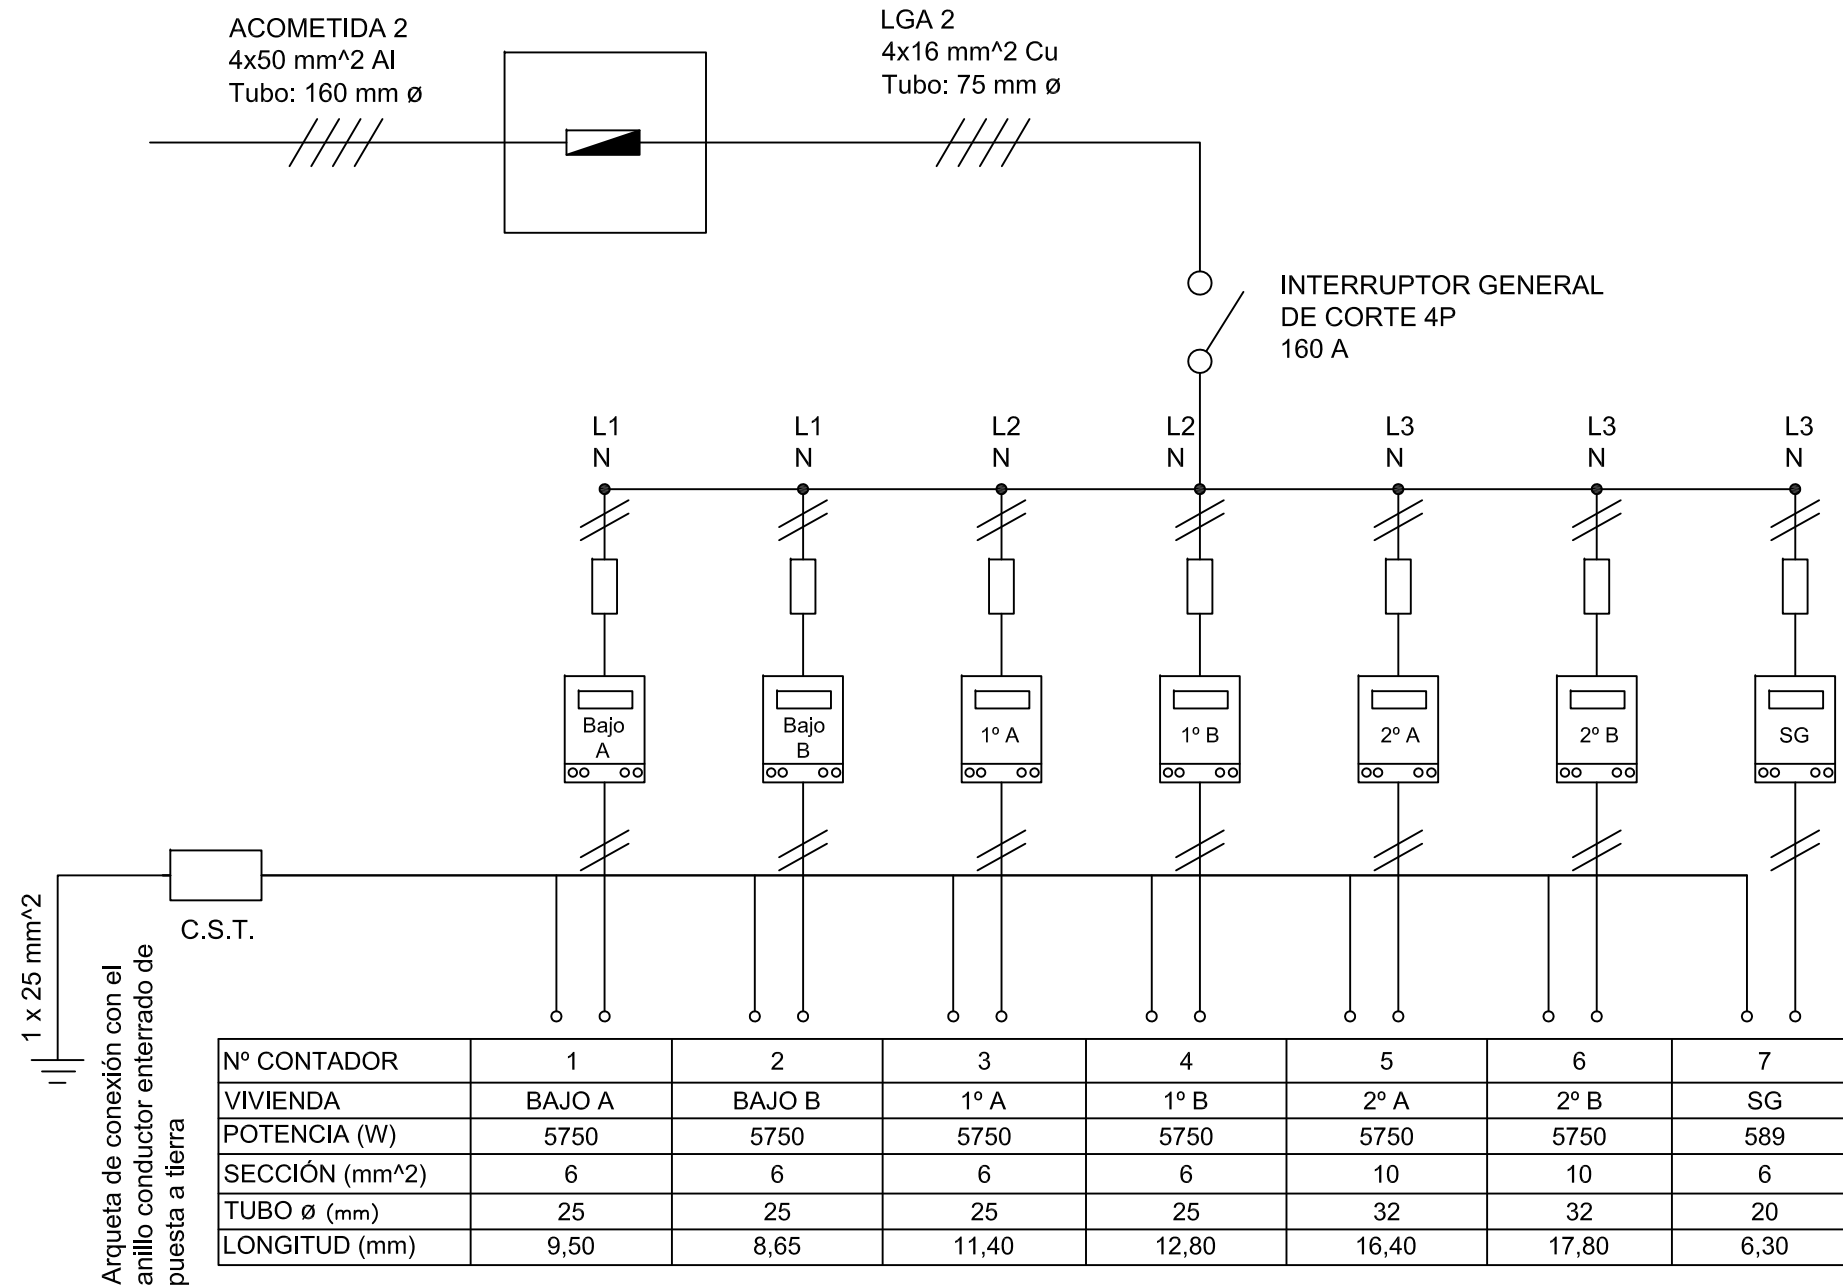 ACOMETIDA 2
4x50 mm^2 Al
Tubo: 160 mm ø
LGA 2
4x16 mm^2 Cu
Tubo: 75 mm ø
INTERRUPTOR GENERAL
DE CORTE 4P
160 A
L1 L1 L2 L2 L3 L3 L3
N N N N N N N
Bajo Bajo 1º A 1º B 2º A 2º B SG
A B
C.S.T.
1 x 25 mm^2
Arqueta de conexión con el
anillo conductor enterrado de
puesta a tierra
Nº CONTADOR 1 2 3 4 5 6 7
VIVIENDA BAJO A BAJO B 1º A 1º B 2º A 2º B SG
POTENCIA (W) 5750 5750 5750 5750 5750 5750 589
SECCIÓN (mm^2) 6 6 6 6 10 10 6
TUBO ø (mm) 25 25 25 25 32 32 20
LONGITUD (mm) 9,50 8,65 11,40 12,80 16,40 17,80 6,30